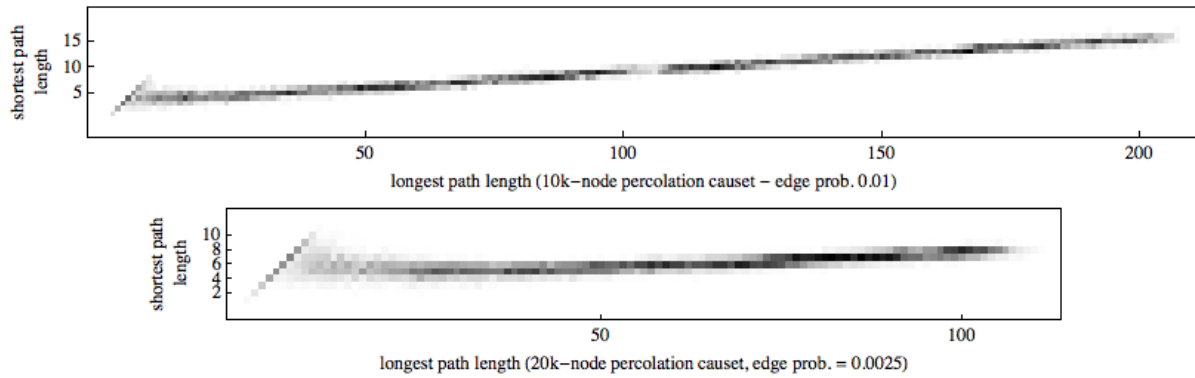 shortest path
length
15
10
5
50
100
150
200
longest path length (10k−node percolation causet − edge prob. 0.01)
shortest path
length
10
8
6
4
2
50
100
longest path length (20k−node percolation causet, edge prob. = 0.0025)